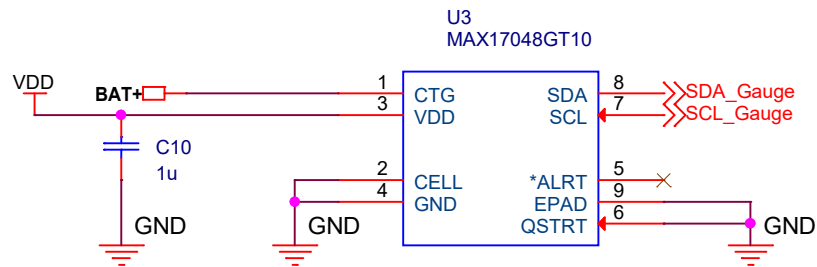 U3
MAX17048GT10
VDD
BAT+
1
CTG
SDA
8
SDA_Gauge
3
VDD
SCL
7
SCL_Gauge
C10
1u
2
CELL
*ALRT
5
4
GND
EPAD
9
QSTRT
6
GND
GND
GND